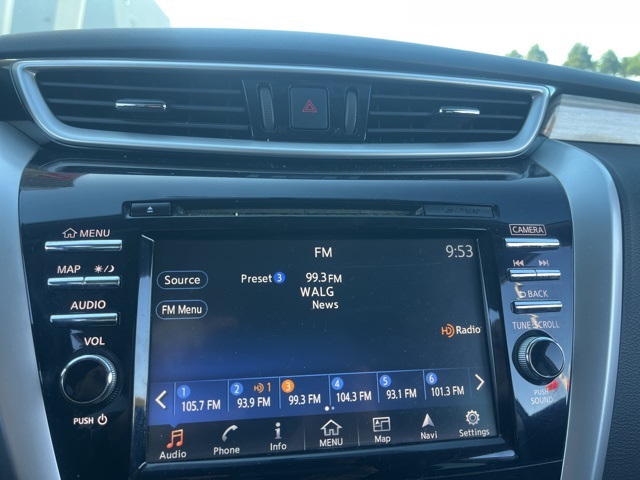 MENU
MAP
AUDIO
VOL
PUSH
FM
9:53
Source
Preset 3 99.3 FM
WALG
News
FM Menu
HD Radio
1 2 HD 1 3 4 5 6
105.7 FM 93.9 FM 99.3 FM 104.3 FM 93.1 FM 101.3 FM
Audio Phone Info MENU Map Navi Settings
CAMERA
BACK
TUNE·SCROLL
PUSH
SOUND